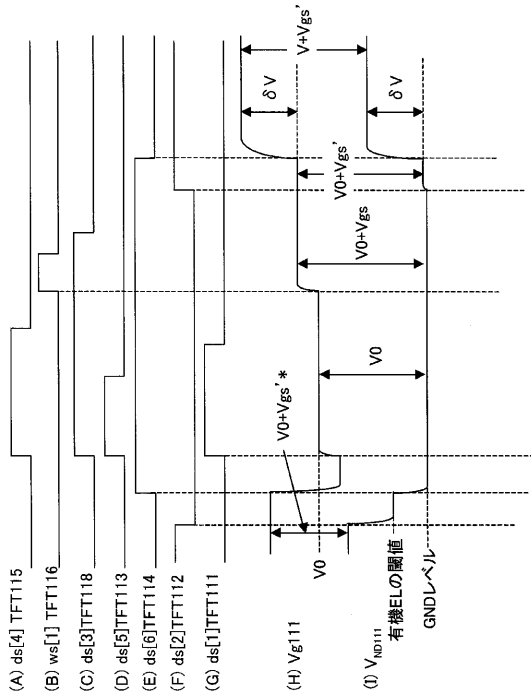 (A) ds[4] TFT115
(B) ws[1] TFT116
(C) ds[3]TFT118
(D) ds[5]TFT113
(E) ds[6]TFT114
(F) ds[2]TFT112
(G) ds[1]TFT111
(H) Vg111
V0
V0+Vgs'*
V0
V0+Vgs
V0+Vgs'
δV
V+Vgs'
δV
(I) VND111
有機ELの閾値
GNDレベル